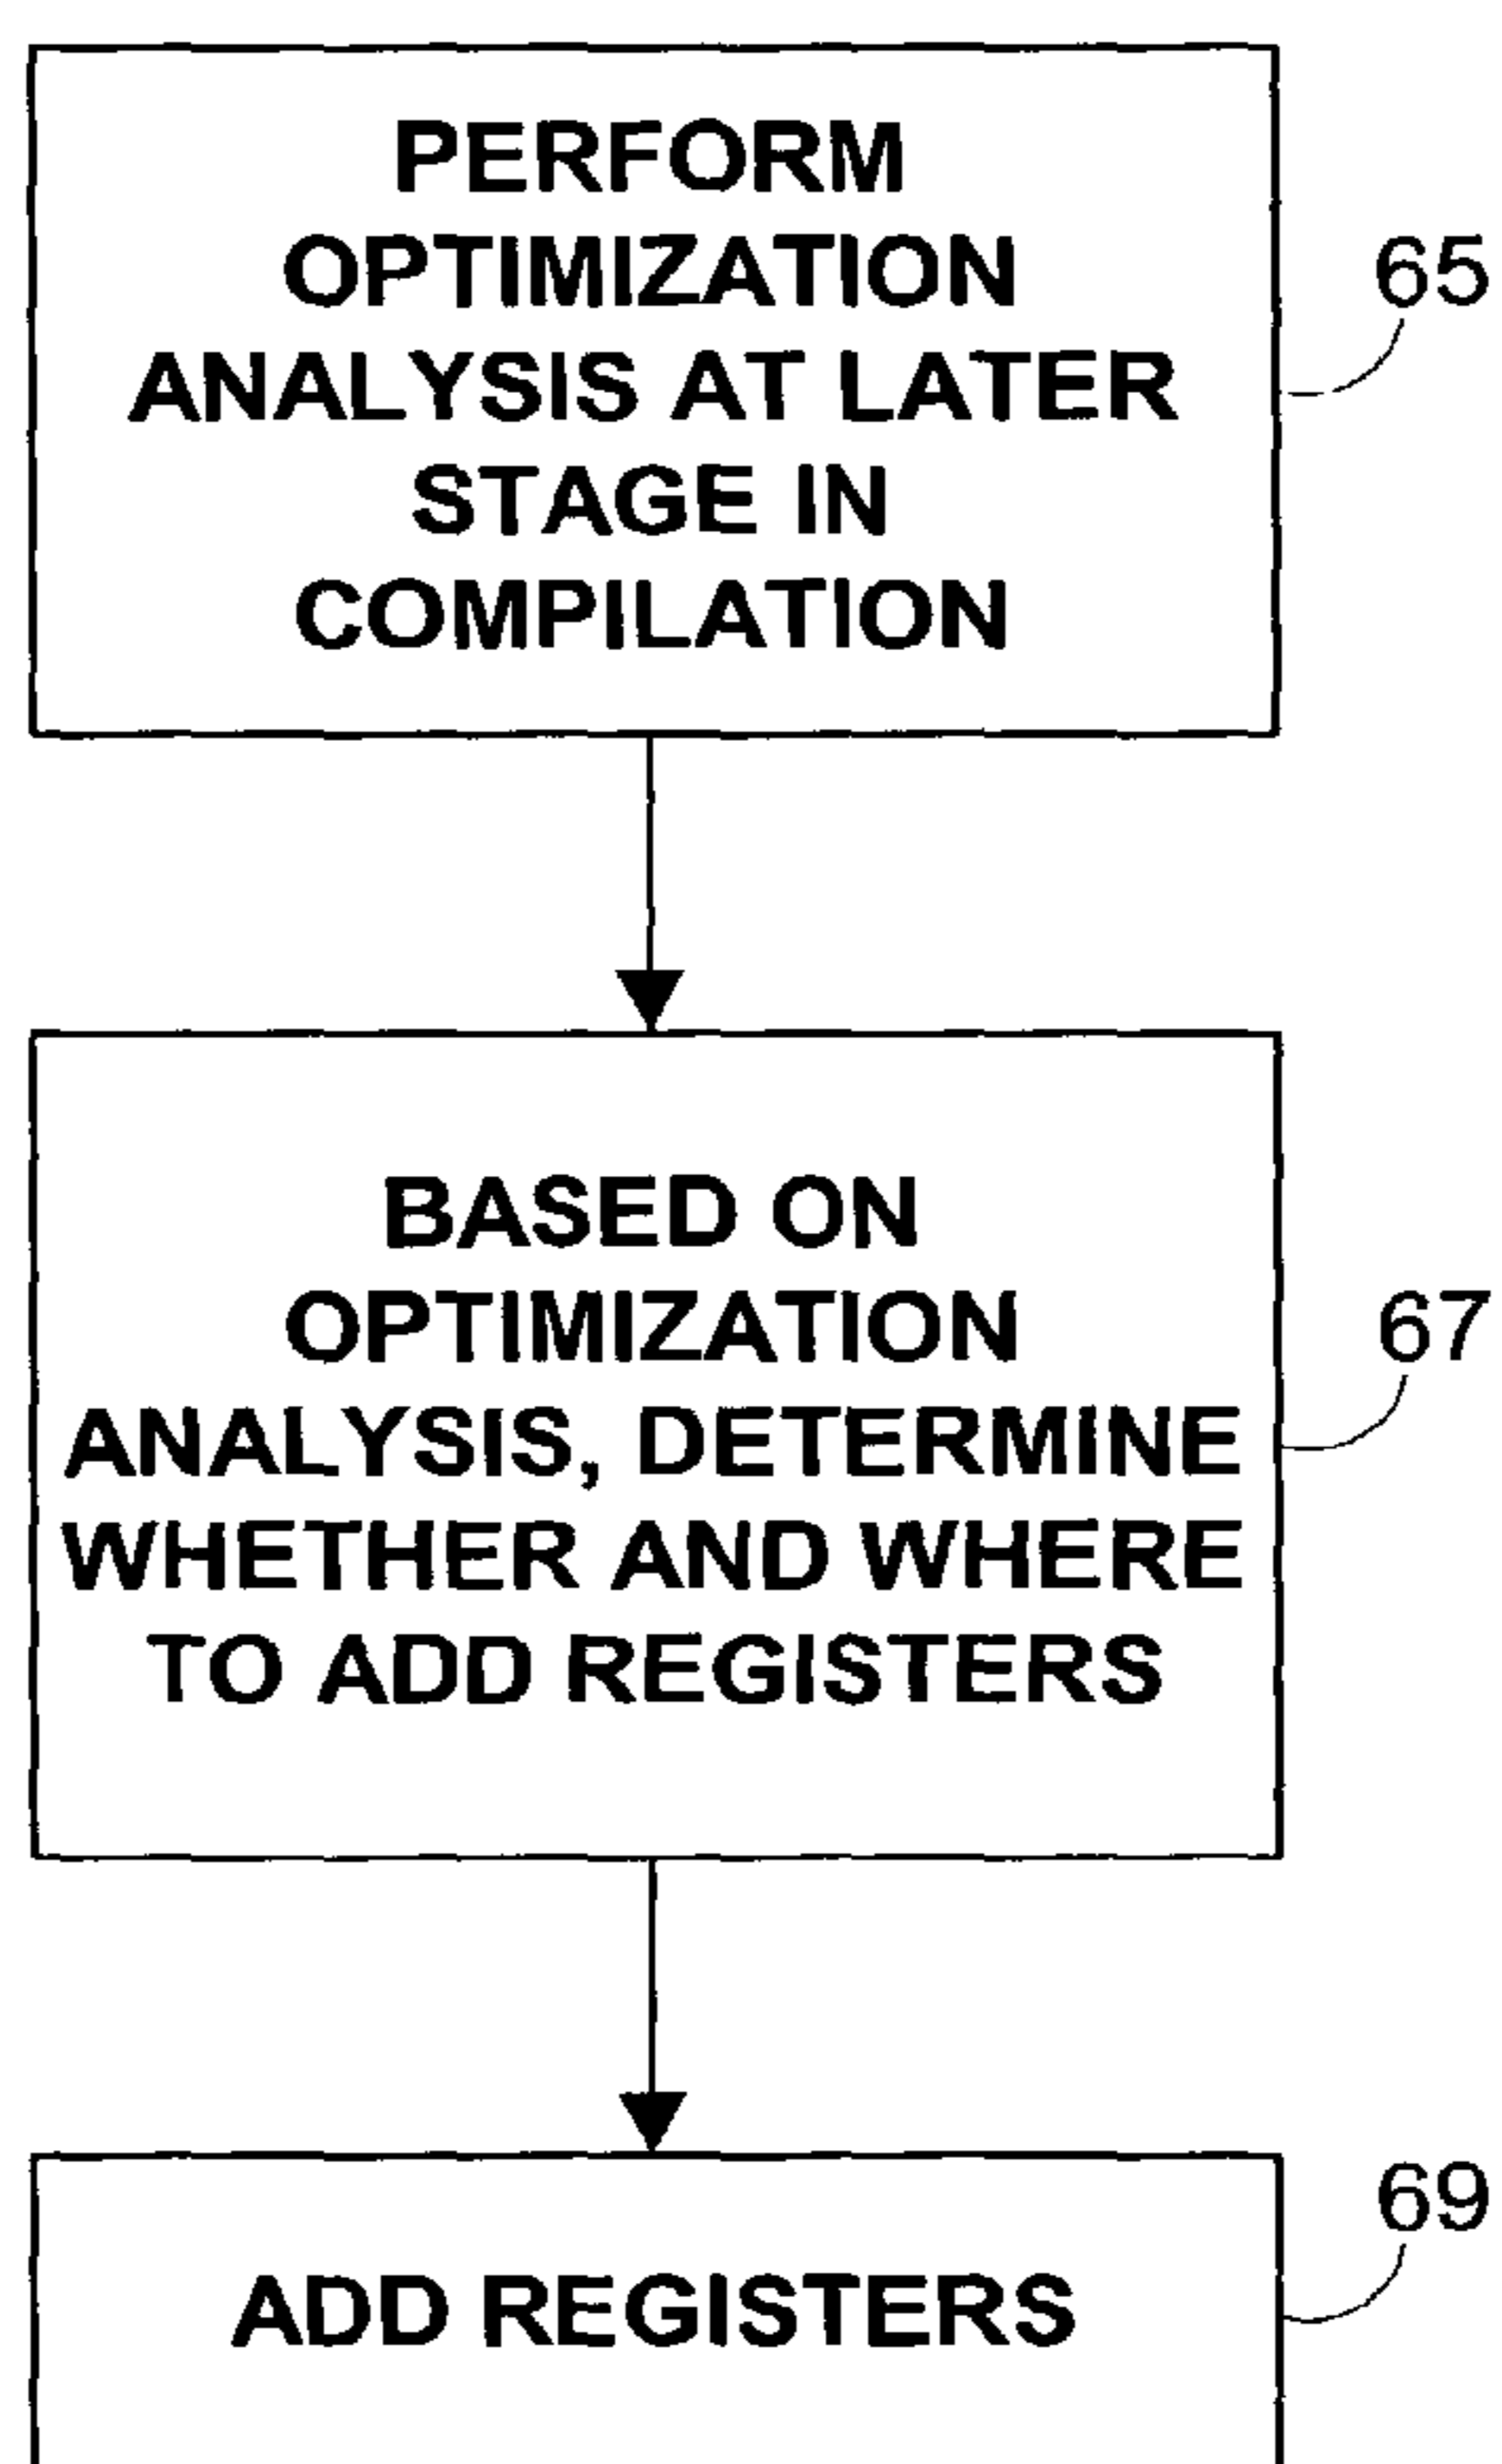 PERFORM
OPTIMIZATION
ANALYSIS AT LATER
STAGE IN
COMPILATION
65
BASED ON
OPTIMIZATION
ANALYSIS, DETERMINE
WHETHER AND WHERE
TO ADD REGISTERS
67
ADD REGISTERS
69